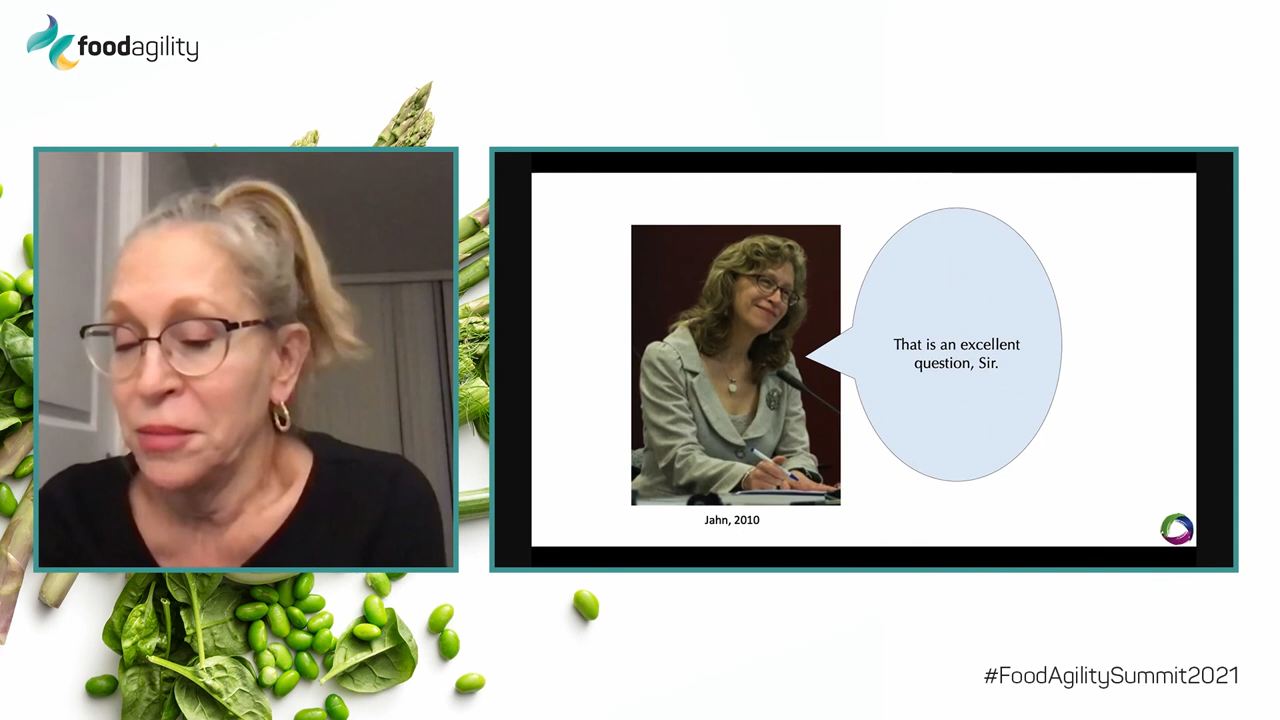 foodagility
That is an excellent
question, Sir.
Jahn, 2010
#FoodAgilitySummit2021